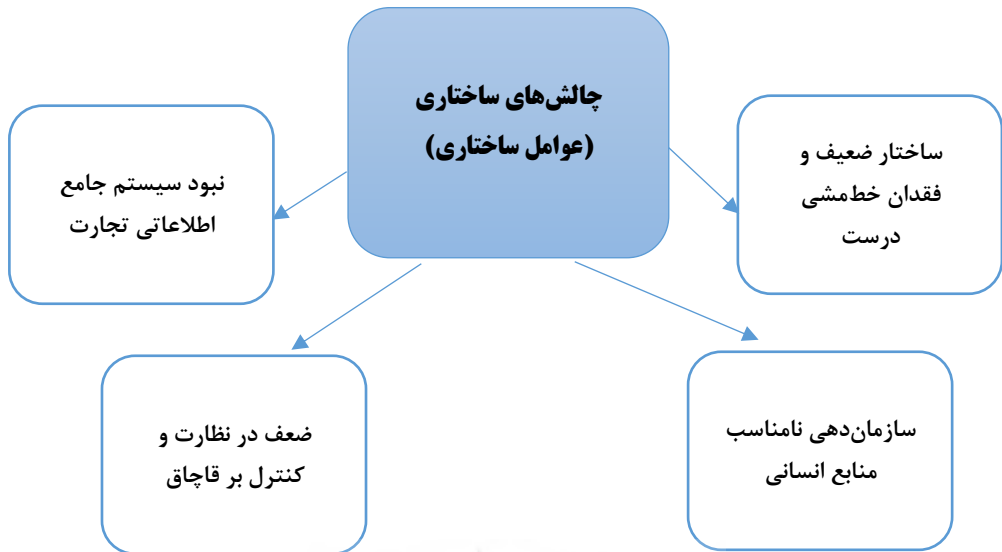 چالش‌های ساختاری
(عوامل ساختاری)
ساختار ضعیف و
فقدان خط‌مشی
درست
نبود سیستم جامع
اطلاعاتی تجارت
سازمان‌دهی نامناسب
منابع انسانی
ضعف در نظارت و
کنترل بر قاچاق